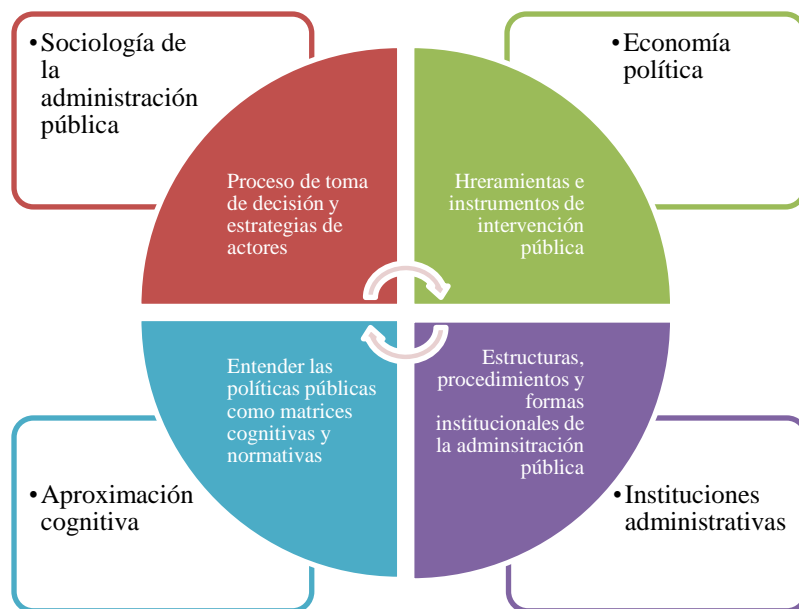 •Sociología de
la
administración
pública
•Economía
política
Proceso de toma
de decisión y
estrategias de
actores
Hreramientas e
instrumentos de
intervención
pública
Entender las
políticas públicas
como matrices
cognitivas y
normativas
Estructuras,
procedimientos y
formas
institucionales de
la adminsitración
pública
•Aproximación
cognitiva
•Instituciones
administrativas